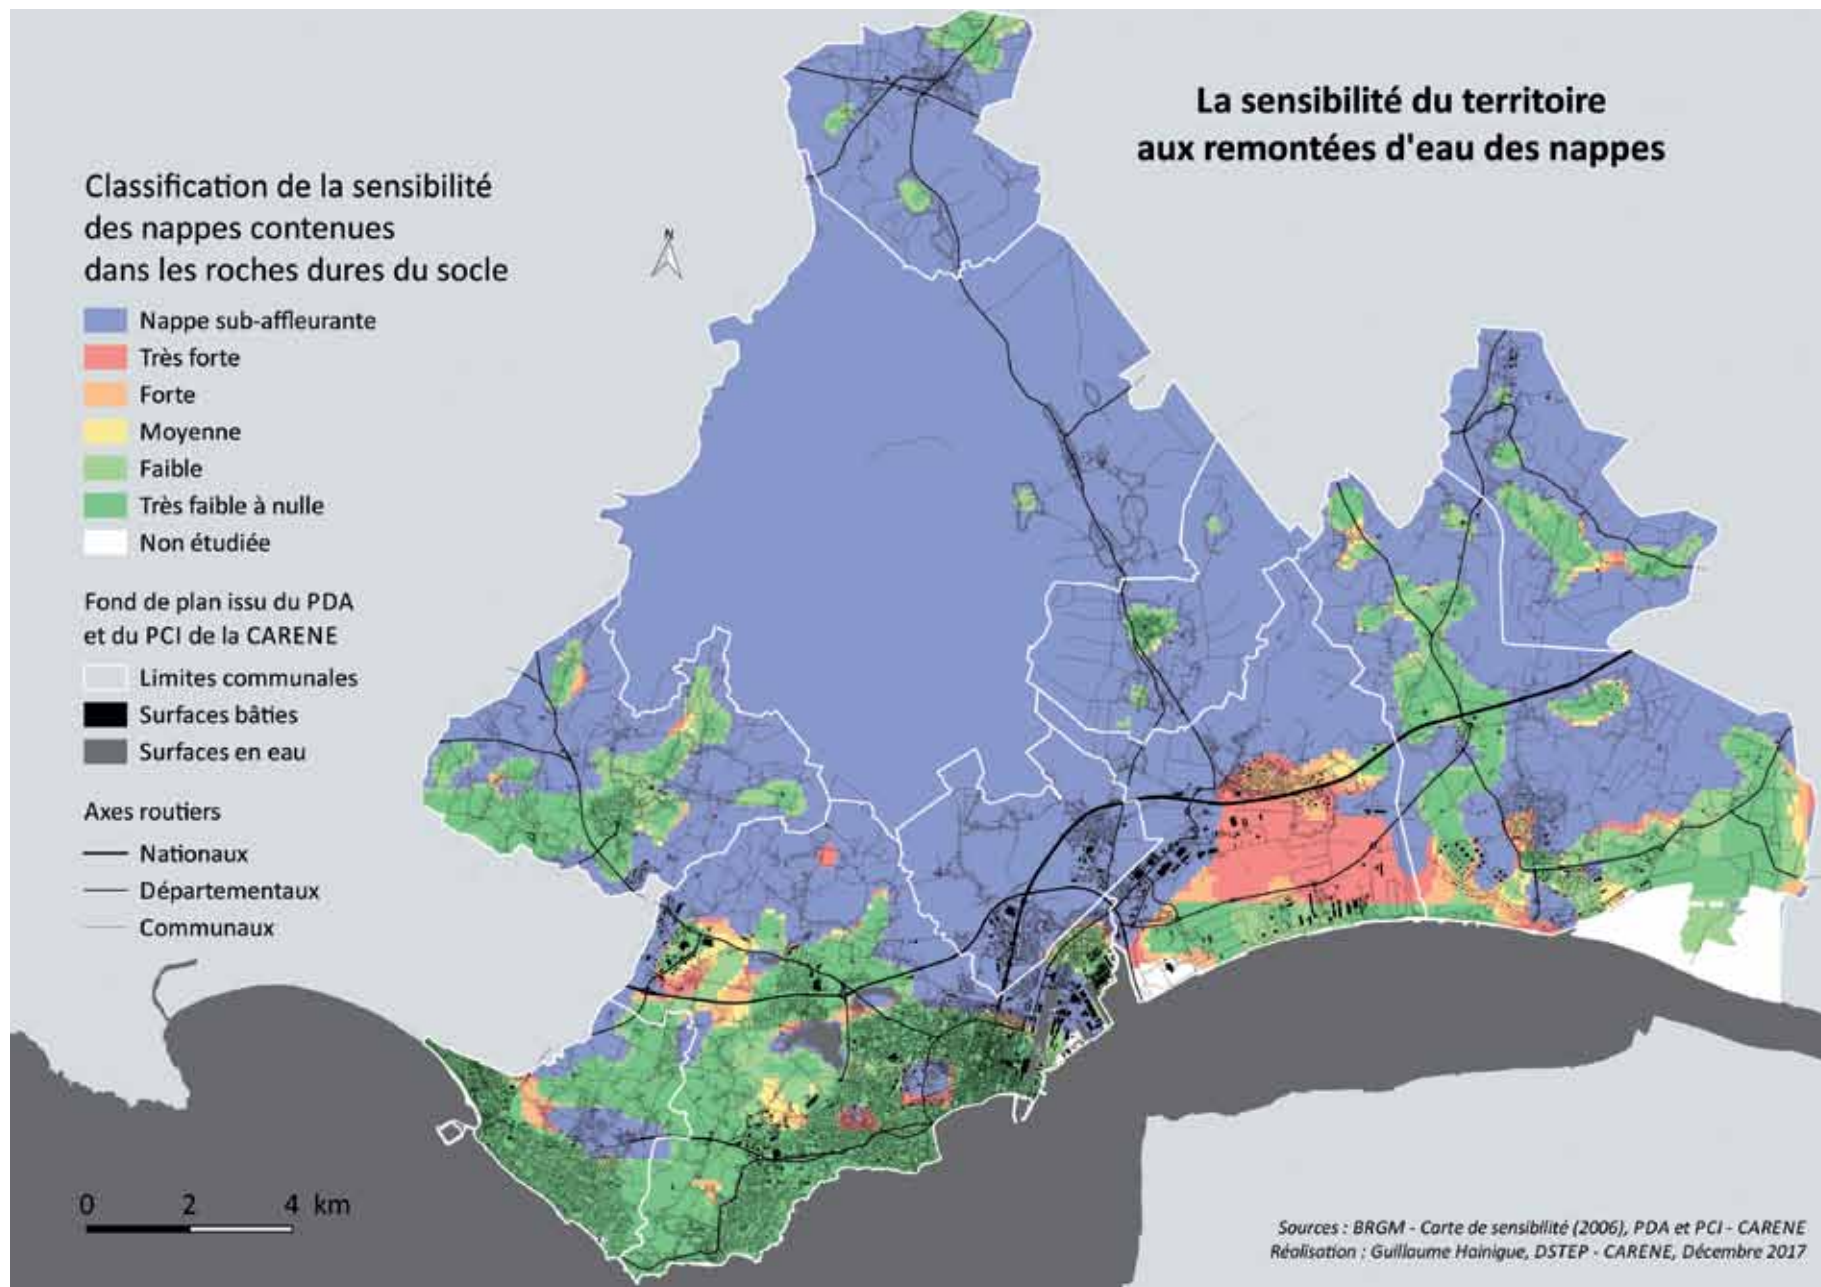 La sensibilité du territoire
aux remontées d'eau des nappes
Classification de la sensibilité
des nappes contenues
dans les roches dures du socle
Nappe sub-affleurante
Très forte
Forte
Moyenne
Faible
Très faible à nulle
Non étudiée
Fond de plan issu du PDA
et du PCI de la CARENE
Limites communales
Surfaces bâties
Surfaces en eau
Axes routiers
Nationaux
Départementaux
Communaux
N
0 2 4 km
Sources : BRGM - Carte de sensibilité (2006), PDA et PCI - CARENE
Réalisation : Guillaume Hainigue, DSTEP - CARENE, Décembre 2017